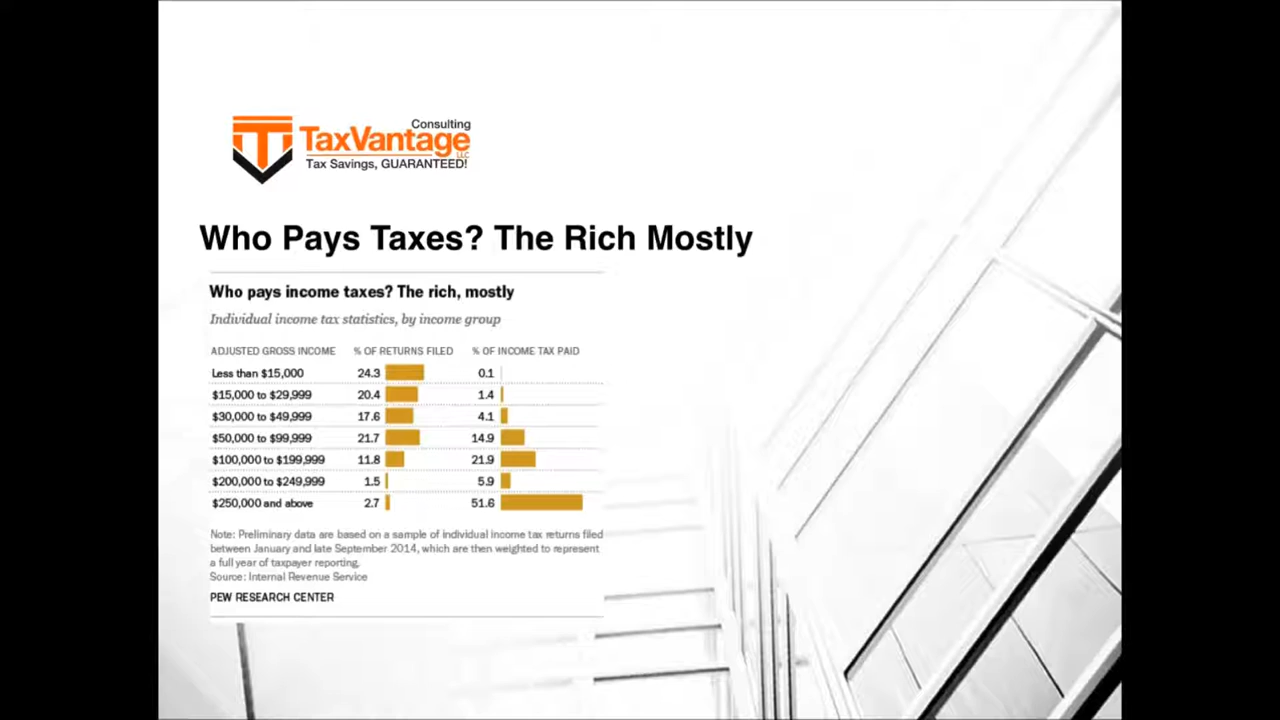 Consulting
TaxVantage
LLC
Tax Savings, GUARANTEED!
Who Pays Taxes? The Rich Mostly
Who pays income taxes? The rich, mostly
Individual income tax statistics, by income group
ADJUSTED GROSS INCOME % OF RETURNS FILED % OF INCOME TAX PAID
Less than $15,000 24.3 0.1
$15,000 to $29,999 20.4 1.4
$30,000 to $49,999 17.6 4.1
$50,000 to $99,999 21.7 14.9
$100,000 to $199,999 11.8 21.9
$200,000 to $249,999 1.5 5.9
$250,000 and above 2.7 51.6
Note: Preliminary data are based on a sample of individual income tax returns filed
between January and late September 2014, which are then weighted to represent
a full year of taxpayer reporting.
Source: Internal Revenue Service
PEW RESEARCH CENTER